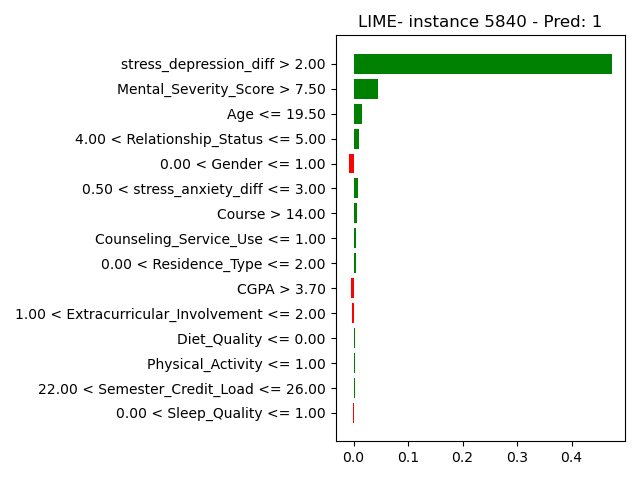 LIME- instance 5840 - Pred: 1
stress_depression_diff > 2.00
Mental_Severity_Score > 7.50
Age <= 19.50
4.00 < Relationship_Status <= 5.00
0.00 < Gender <= 1.00
0.50 < stress_anxiety_diff <= 3.00
Course > 14.00
Counseling_Service_Use <= 1.00
0.00 < Residence_Type <= 2.00
CGPA > 3.70
1.00 < Extracurricular_Involvement <= 2.00
Diet_Quality <= 0.00
Physical_Activity <= 1.00
22.00 < Semester_Credit_Load <= 26.00
0.00 < Sleep_Quality <= 1.00
0.0 0.1 0.2 0.3 0.4